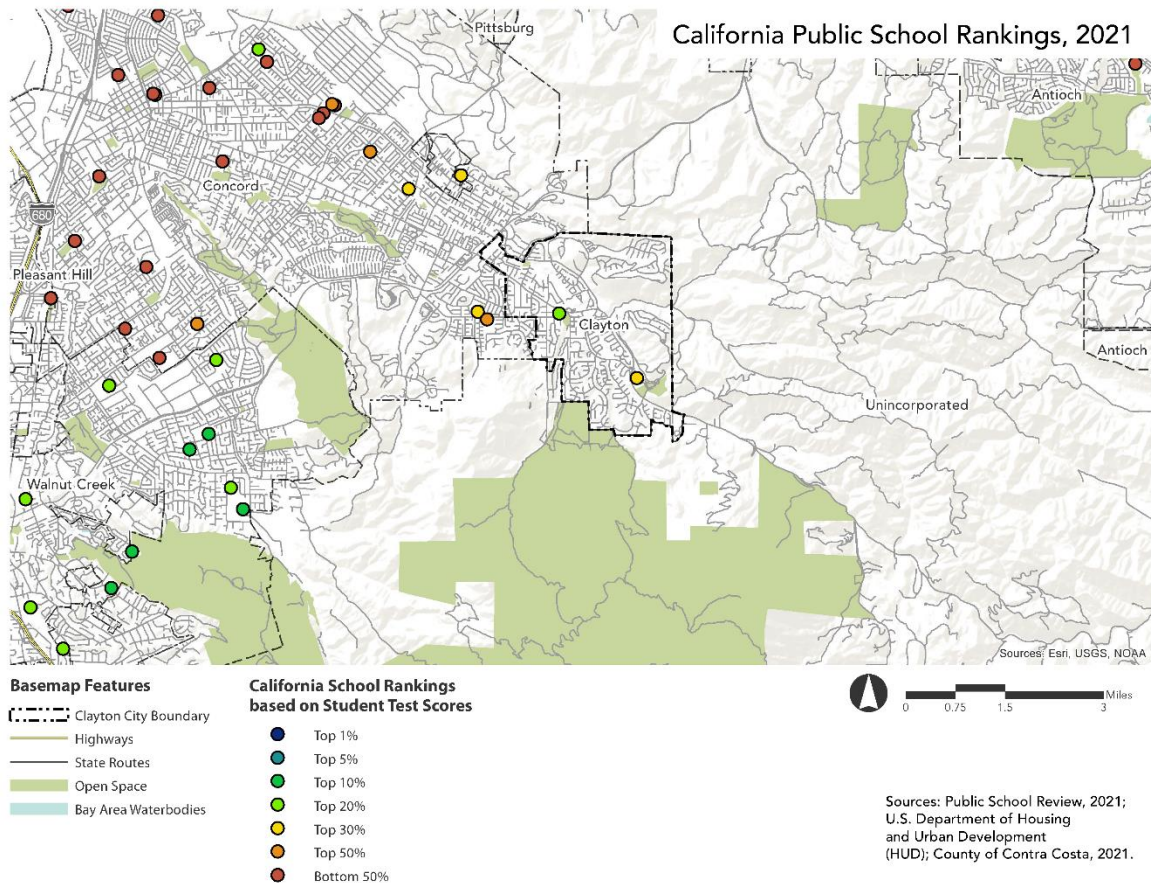 California Public School Rankings, 2021
Pittsburg
Antioch
Concord
680
Pleasant Hill
Clayton
Antioch
Unincorporated
Walnut Creek
Sources: Esri, USGS, NOAA
Basemap Features
Clayton City Boundary
Highways
State Routes
Open Space
Bay Area Waterbodies
California School Rankings
based on Student Test Scores
Top 1%
Top 5%
Top 10%
Top 20%
Top 30%
Top 50%
Bottom 50%
Miles
0 0.75 1.5 3
Sources: Public School Review, 2021;
U.S. Department of Housing
and Urban Development
(HUD); County of Contra Costa, 2021.